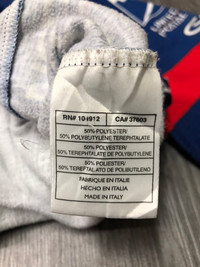 RN# 104912 CA# 37603
50% POLYESTER/
50% POLYBUTYLENE TEREPHTALATE
50% POLYESTER/
50% TEREPHTALATE DE POLYBUTYLENE
50% POLIESTER/
50% TEREFTALATO DE POLIBUTILENO
FABRIQUE EN ITALIE
HECHO EN ITALIA
MADE IN ITALY